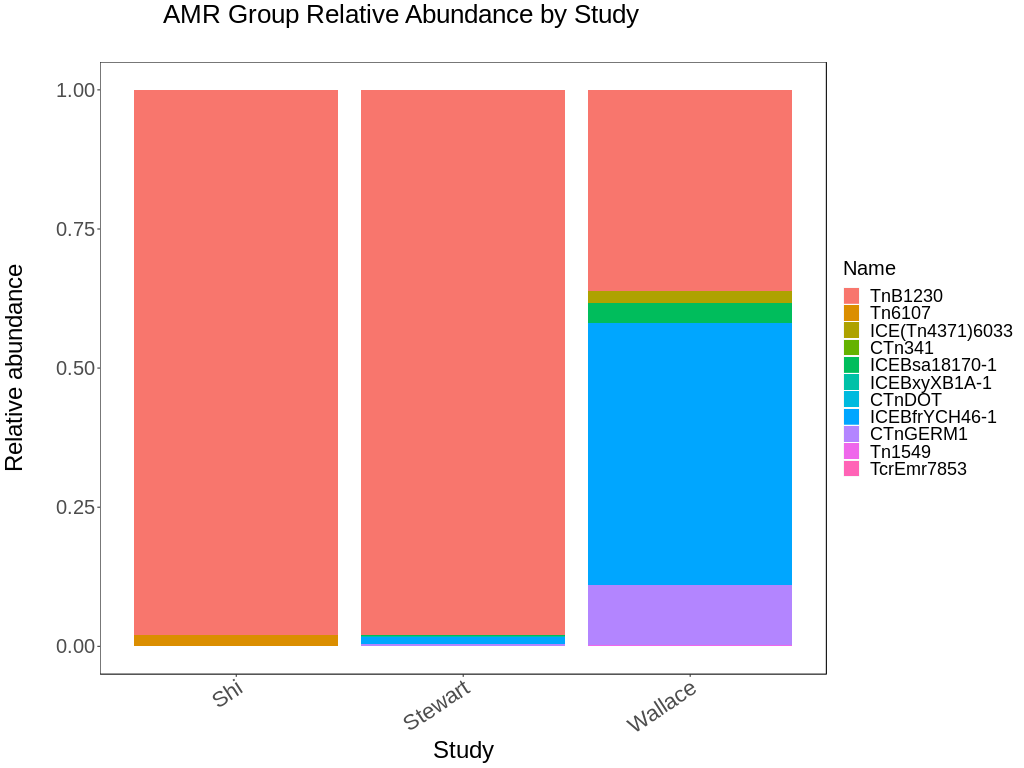 AMR Group Relative Abundance by Study
1.00
0.75
0.50
0.25
0.00
Relative abundance
Shi
Stewart
Wallace
Study
Name
TnB1230
Tn6107
ICE(Tn4371)6033
CTn341
ICEBsa18170-1
ICEBxyXB1A-1
CTnDOT
ICEBfrYCH46-1
CTnGERM1
Tn1549
TcrEmr7853